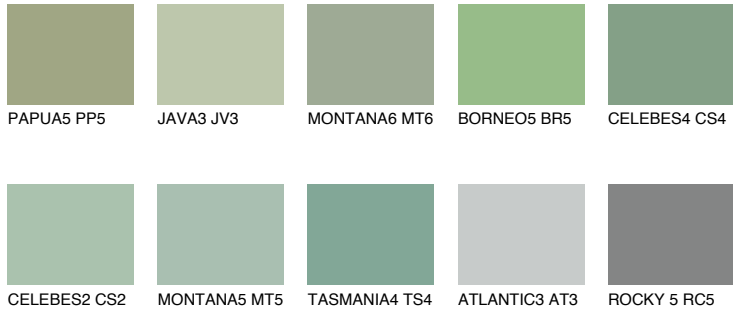 PAPUA5 PP5
JAVA3 JV3
MONTANA6 MT6
BORNEO5 BR5
CELEBES4 CS4
CELEBES2 CS2
MONTANA5 MT5
TASMANIA4 TS4
ATLANTIC3 AT3
ROCKY 5 RC5